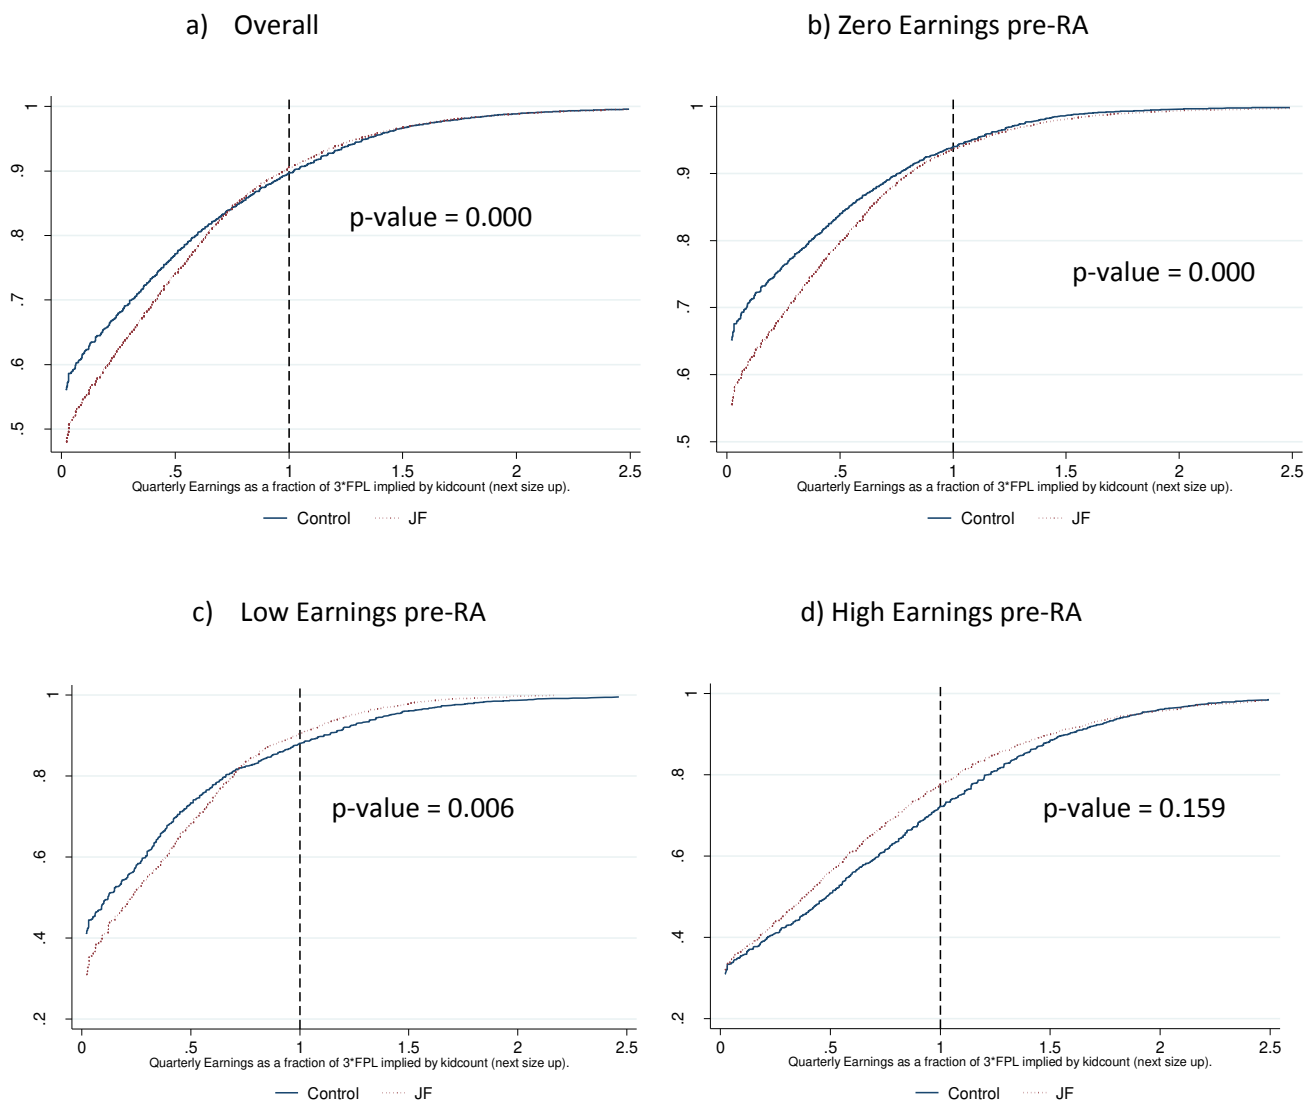 a) Overall
1
.9
.8
.7
.6
.5
p-value = 0.000
0 .5 1 1.5 2 2.5
Quarterly Earnings as a fraction of 3*FPL implied by kidcount (next size up).
Control JF
b) Zero Earnings pre-RA
1
.9
.8
.7
.6
.5
p-value = 0.000
0 .5 1 1.5 2 2.5
Quarterly Earnings as a fraction of 3*FPL implied by kidcount (next size up).
Control JF
c) Low Earnings pre-RA
1
.8
.6
.4
.2
p-value = 0.006
0 .5 1 1.5 2 2.5
Quarterly Earnings as a fraction of 3*FPL implied by kidcount (next size up).
Control JF
d) High Earnings pre-RA
1
.8
.6
.4
.2
p-value = 0.159
0 .5 1 1.5 2 2.5
Quarterly Earnings as a fraction of 3*FPL implied by kidcount (next size up).
Control JF